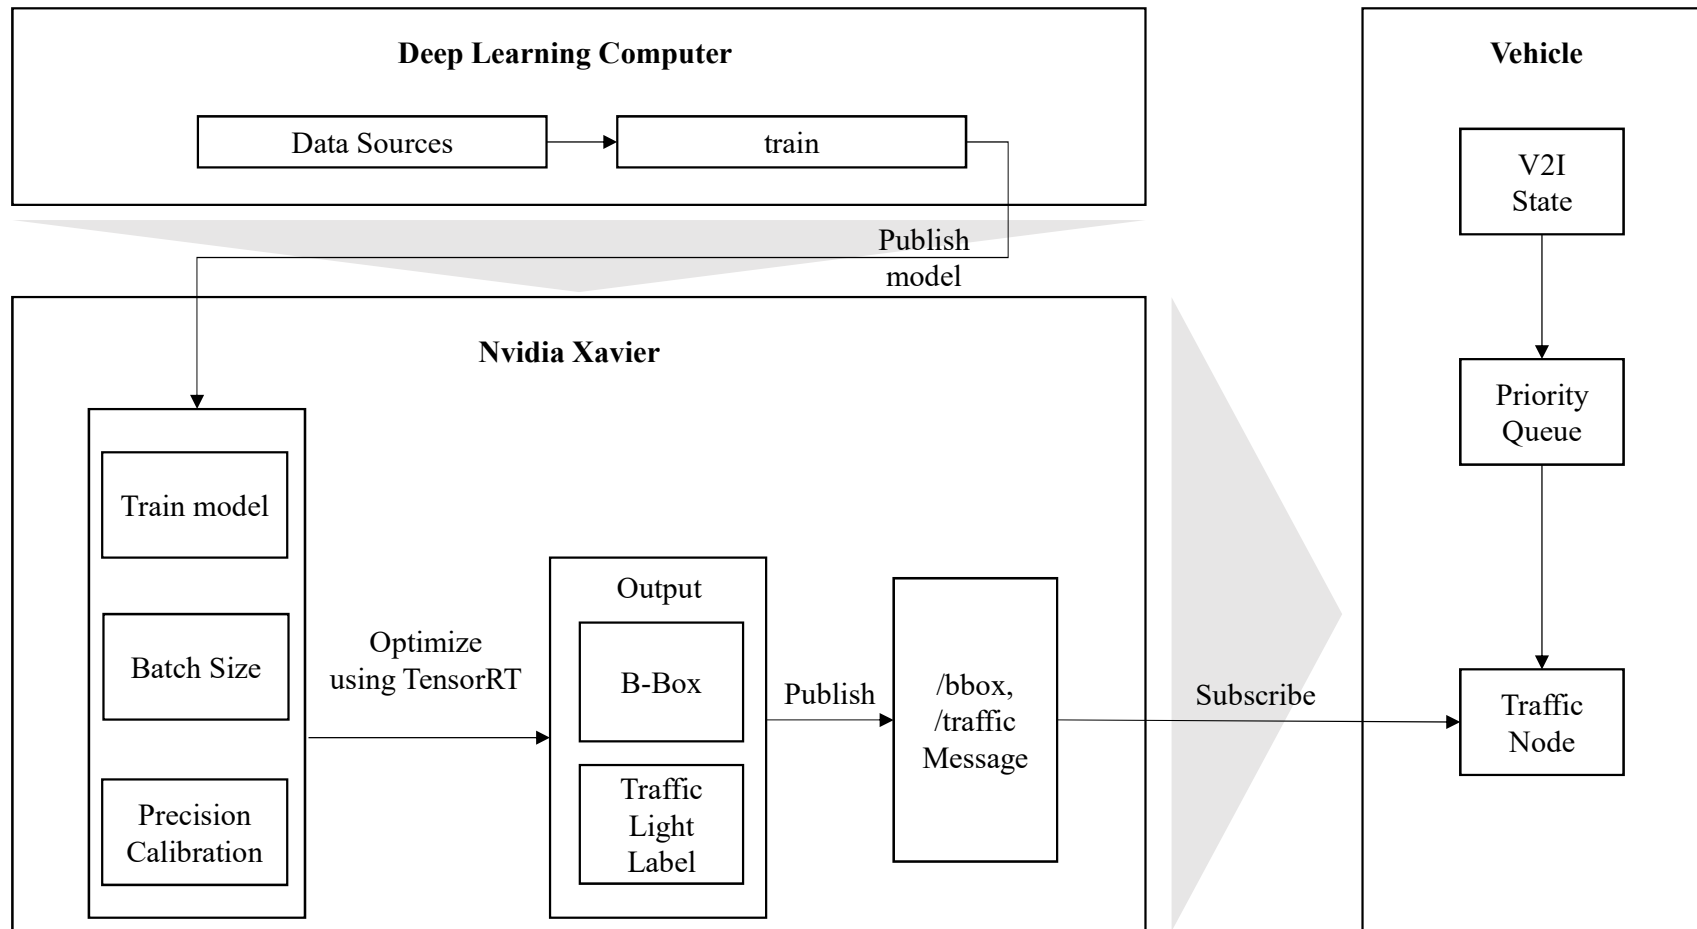 Deep Learning Computer
Data Sources
train
Publish
model
Nvidia Xavier
Train model
Batch Size
Precision
Calibration
Optimize
using TensorRT
Output
B-Box
Traffic
Light
Label
Publish
/bbox,
/traffic
Message
Subscribe
Vehicle
V2I
State
Priority
Queue
Traffic
Node